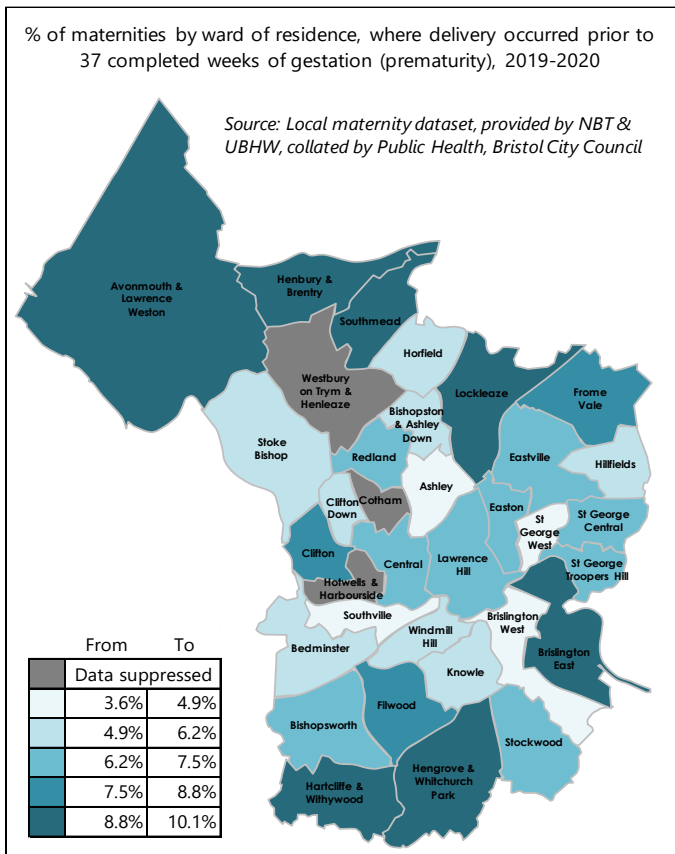 % of maternities by ward of residence, where delivery occurred prior to
37 completed weeks of gestation (prematurity), 2019-2020
Source: Local maternity dataset, provided by NBT &
UBHW, collated by Public Health, Bristol City Council
Avonmouth &
Lawrence
Weston
Henbury &
Brentry
Southmead
Horfield
Westbury
on Trym &
Henleaze
Lockleaze
Frome
Vale
Bishopston
& Ashley
Down
Stoke
Bishop
Redland
Eastville
Hillfields
Ashley
Cotham
Clifton
Down
Easton
St
George
West
St George
Central
Clifton
Central
Lawrence
Hill
St George
Troopers Hill
Hotwells &
Harbourside
Southville
Brislington
West
Windmill
Hill
Bedminster
Knowle
Brislington
East
Bishopsworth
Filwood
Stockwood
Hengrove &
Whitchurch
Park
Hartcliffe &
Withywood
From To
Data suppressed
3.6% 4.9%
4.9% 6.2%
6.2% 7.5%
7.5% 8.8%
8.8% 10.1%